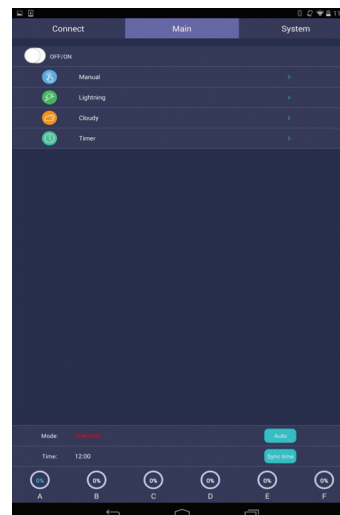 11
Connect Main System
OFF/ON
Manual
Lightning
Cloudy
Timer
Mode: Auto
Time: 12:00 Sync time
0% 0% 0% 0% 0% 0%
A B C D E F